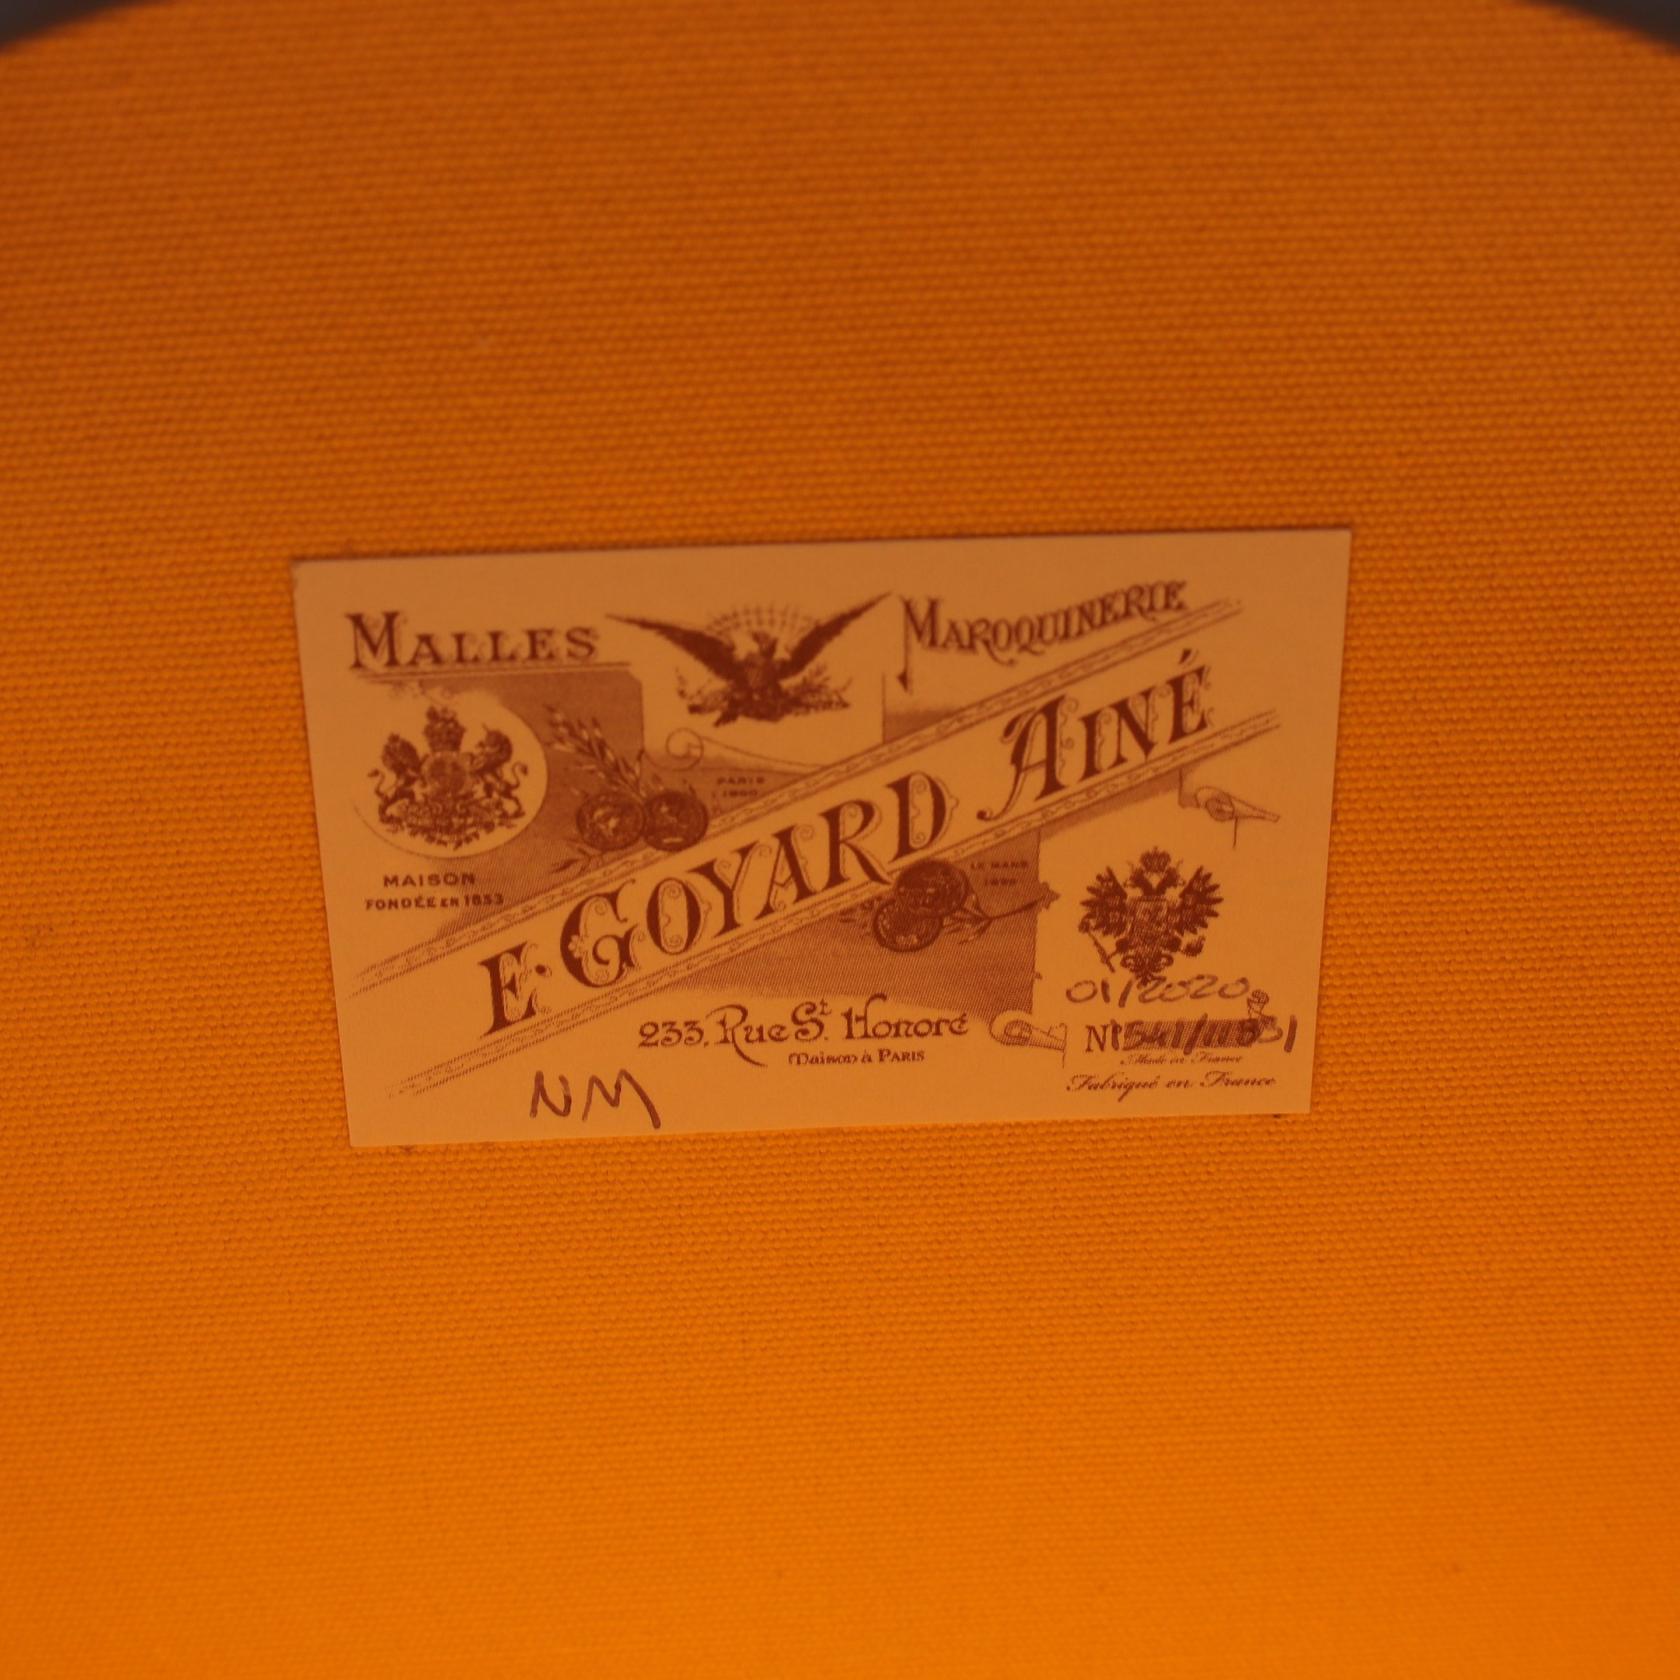 MALLES
MAROQUINERIE
PARIS
1900
E. GOYARD AINÉ
MAISON
FONDÉE EN 1853
LE MANS
233, Rue St. Honoré
Maison à PARIS
01/2020
Made in France
Fabriqué en France
NM